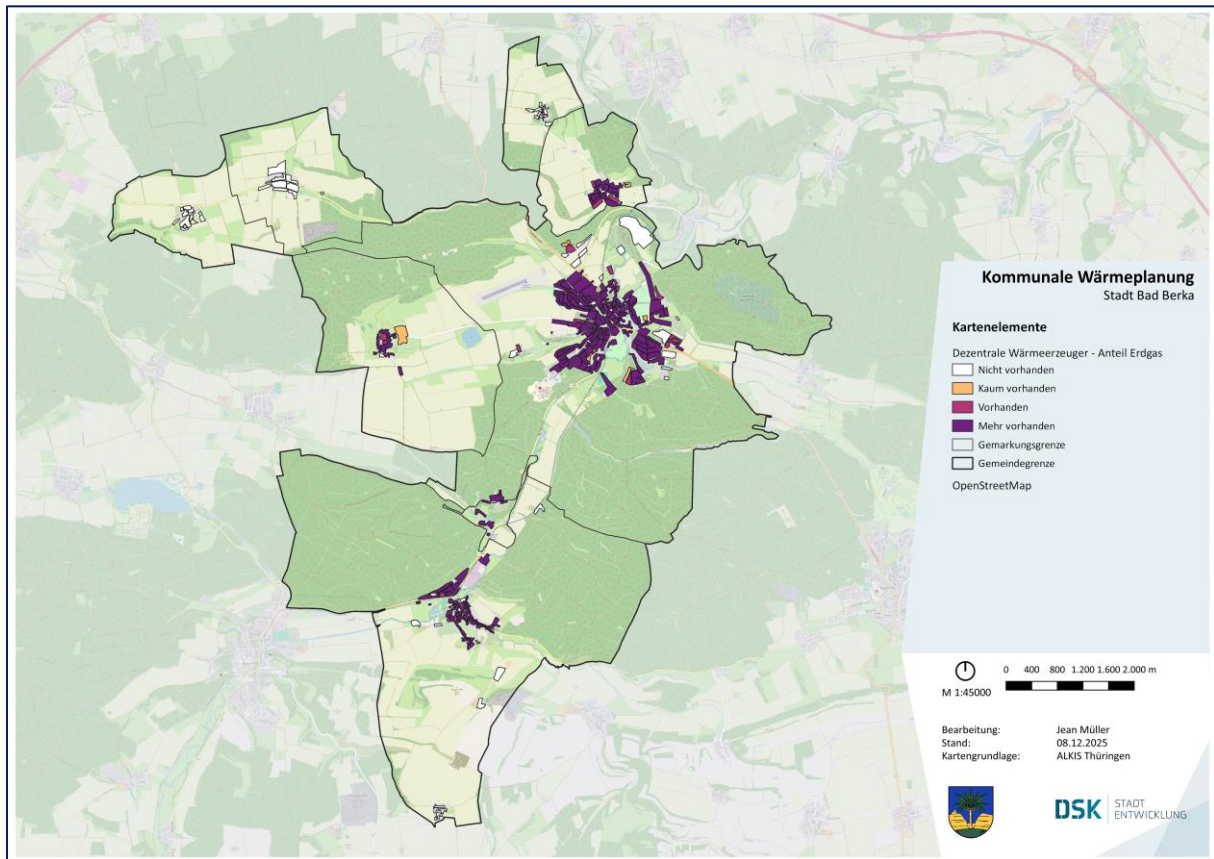 Kommunale Wärmeplanung
Stadt Bad Berka
Kartenelemente
Dezentrale Wärmeerzeuger - Anteil Erdgas
Nicht vorhanden
Kaum vorhanden
Vorhanden
Mehr vorhanden
Gemarkungsgrenze
Gemeindegrenze
OpenStreetMap
M 1:45000
0 400 800 1.200 1.600 2.000 m
Bearbeitung: Jean Müller
Stand: 08.12.2025
Kartengrundlage: ALKIS Thüringen
DSK STADT
ENTWICKLUNG